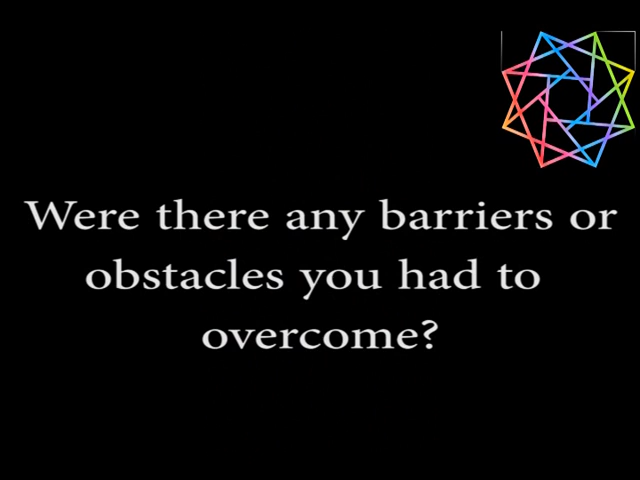 Were there any barriers or
obstacles you had to
overcome?